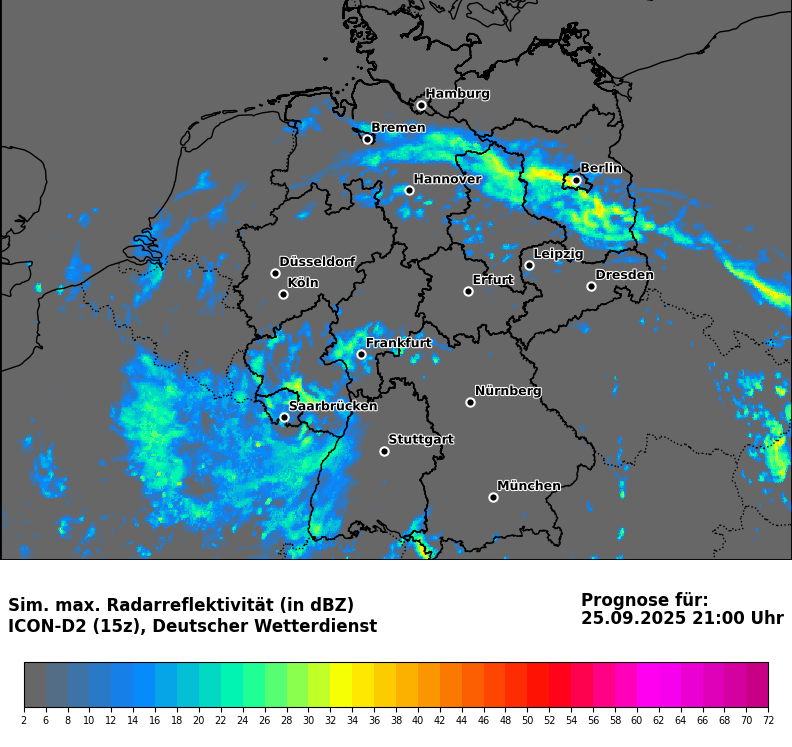 Hamburg
Bremen
Berlin
Hannover
Leipzig
Düsseldorf
Dresden
Köln
Erfurt
Frankfurt
Nürnberg
Saarbrücken
Stuttgart
München
Sim. max. Radarreflektivität (in dBZ)
ICON-D2 (15z), Deutscher Wetterdienst
Prognose für:
25.09.2025 21:00 Uhr
2 6 8 10 12 14 16 18 20 22 24 26 28 30 32 34 36 38 40 42 44 46 48 50 52 54 56 58 60 62 64 66 68 70 72